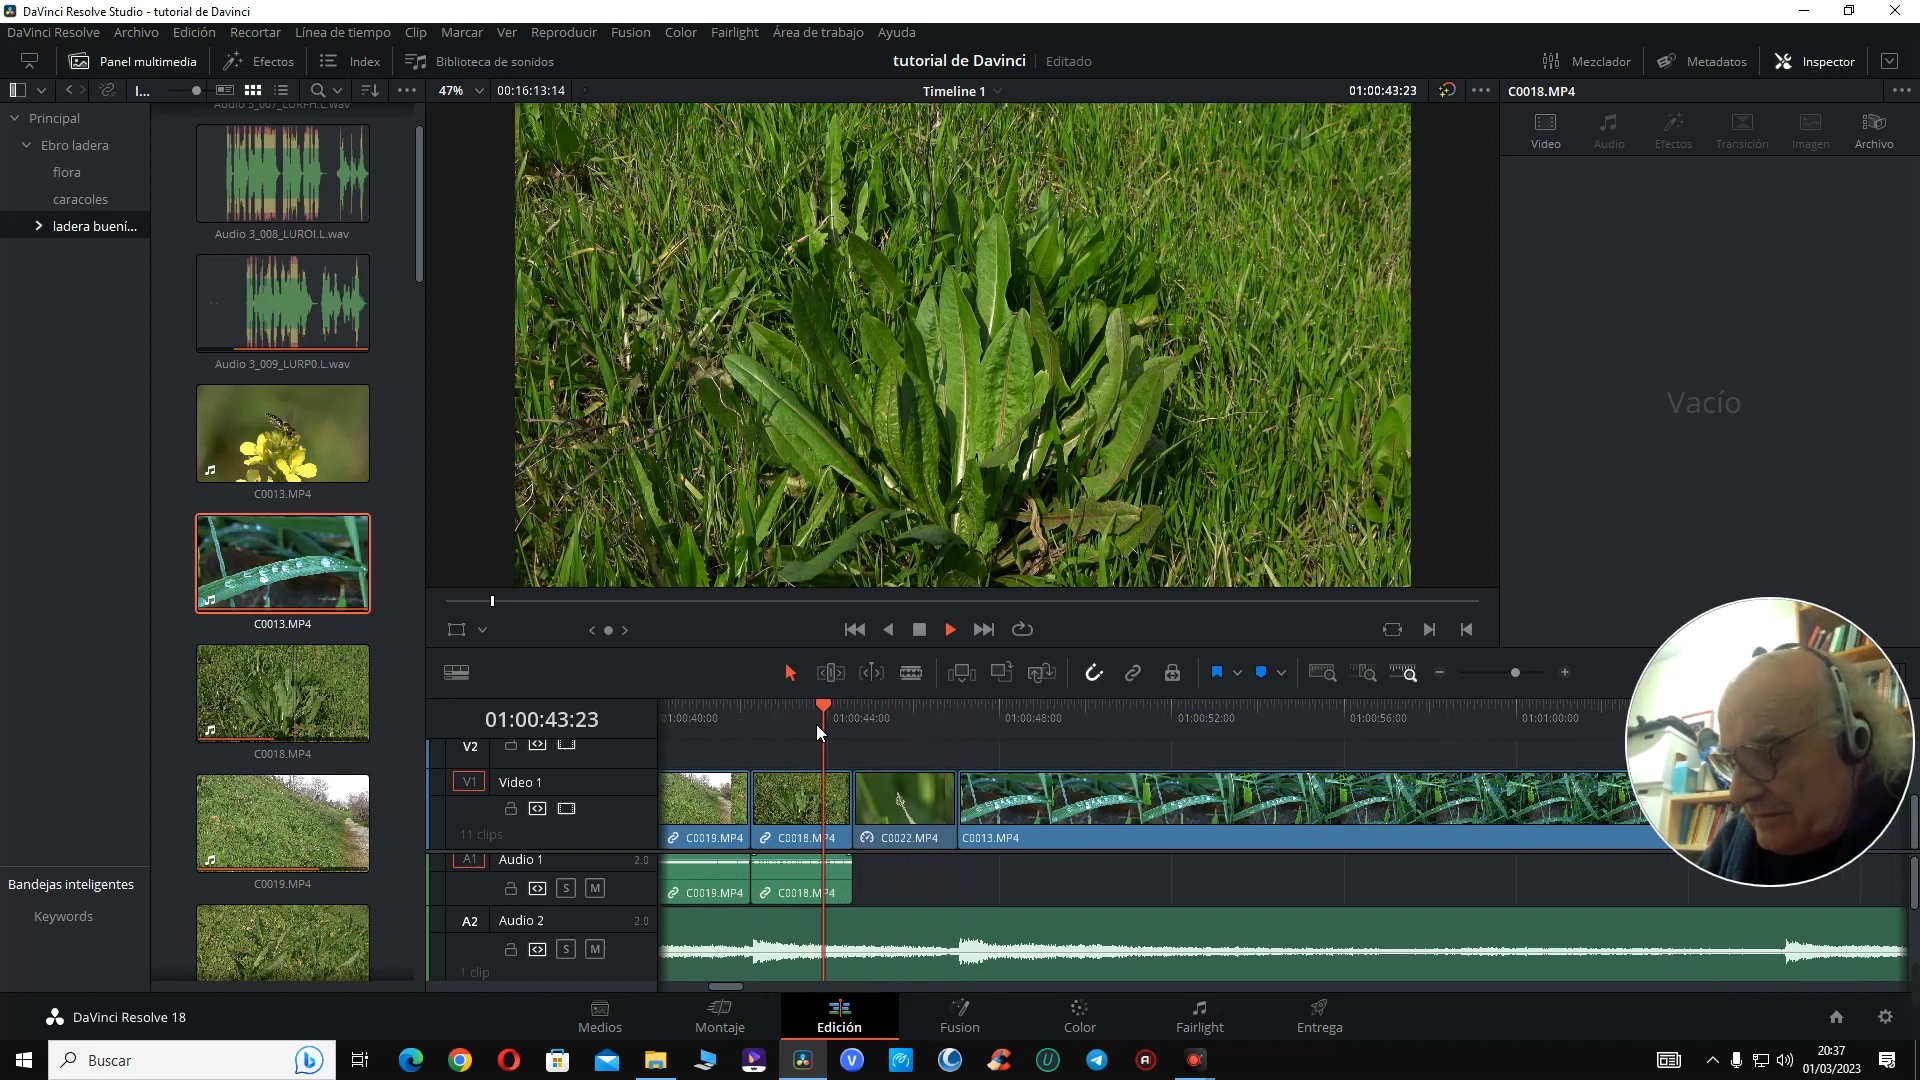 DaVinci Resolve Studio - tutorial de Davinci
DaVinci Resolve Archivo Edición Recortar Línea de tiempo Clip Marcar Ver Reproducir Fusion Color Fairlight Área de trabajo Ayuda
Panel multimedia Efectos Index Biblioteca de sonidos tutorial de Davinci Editado Mezclador Metadatos Inspector
I... 47% 00:16:13:14 Timeline 1 01:00:43:23 C0018.MP4
Audio 3_007_LURFH.L.wav
Principal
Ebro ladera
flora
caracoles
ladera buení...
Audio 3_008_LUROI.L.wav
Audio 3_009_LURP0.L.wav
C0013.MP4
C0013.MP4
C0018.MP4
C0019.MP4
Bandejas inteligentes
Keywords
Video Audio Efectos Transición Imagen Archivo
Vacío
01:00:43:23
01:00:40:00 01:00:44:00 01:00:48:00 01:00:52:00 01:00:56:00 01:01:00:00
V2
V1 Video 1
11 clips
C0019.MP4 C0018.MP4 C0022.MP4 C0013.MP4
A1 Audio 1 2.0
S M
C0019.MP4 C0018.MP4
A2 Audio 2 2.0
S M
1 clip
DaVinci Resolve 18
Medios Montaje Edición Fusion Color Fairlight Entrega
Buscar
20:37
01/03/2023